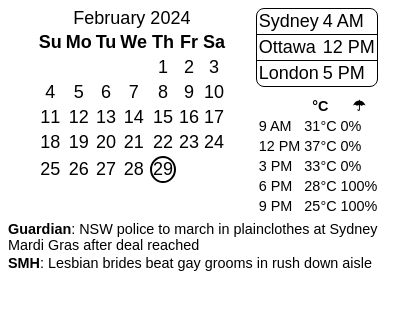 February 2024
Su Mo Tu We Th Fr Sa
1 2 3
4 5 6 7 8 9 10
11 12 13 14 15 16 17
18 19 20 21 22 23 24
25 26 27 28 29
Sydney 4 AM
Ottawa 12 PM
London 5 PM
°C ☂
9 AM 31°C 0%
12 PM 37°C 0%
3 PM 33°C 0%
6 PM 28°C 100%
9 PM 25°C 100%
Guardian: NSW police to march in plainclothes at Sydney
Mardi Gras after deal reached
SMH: Lesbian brides beat gay grooms in rush down aisle